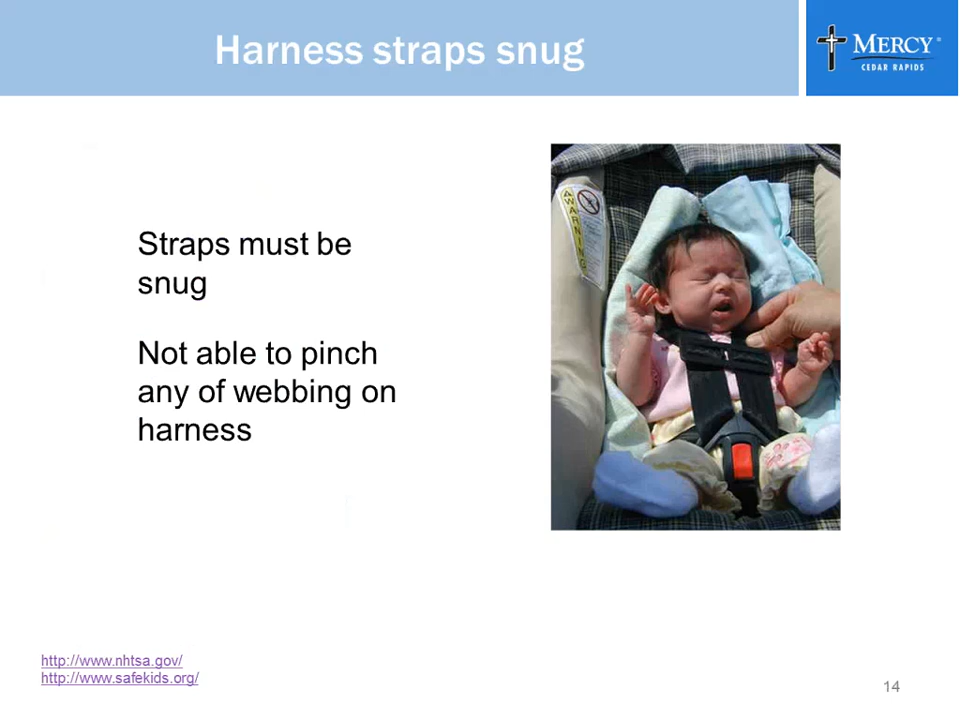 Harness straps snug
MERCY®
CEDAR RAPIDS
Straps must be
snug
Not able to pinch
any of webbing on
harness
WARNING
http://www.nhtsa.gov/
http://www.safekids.org/
14